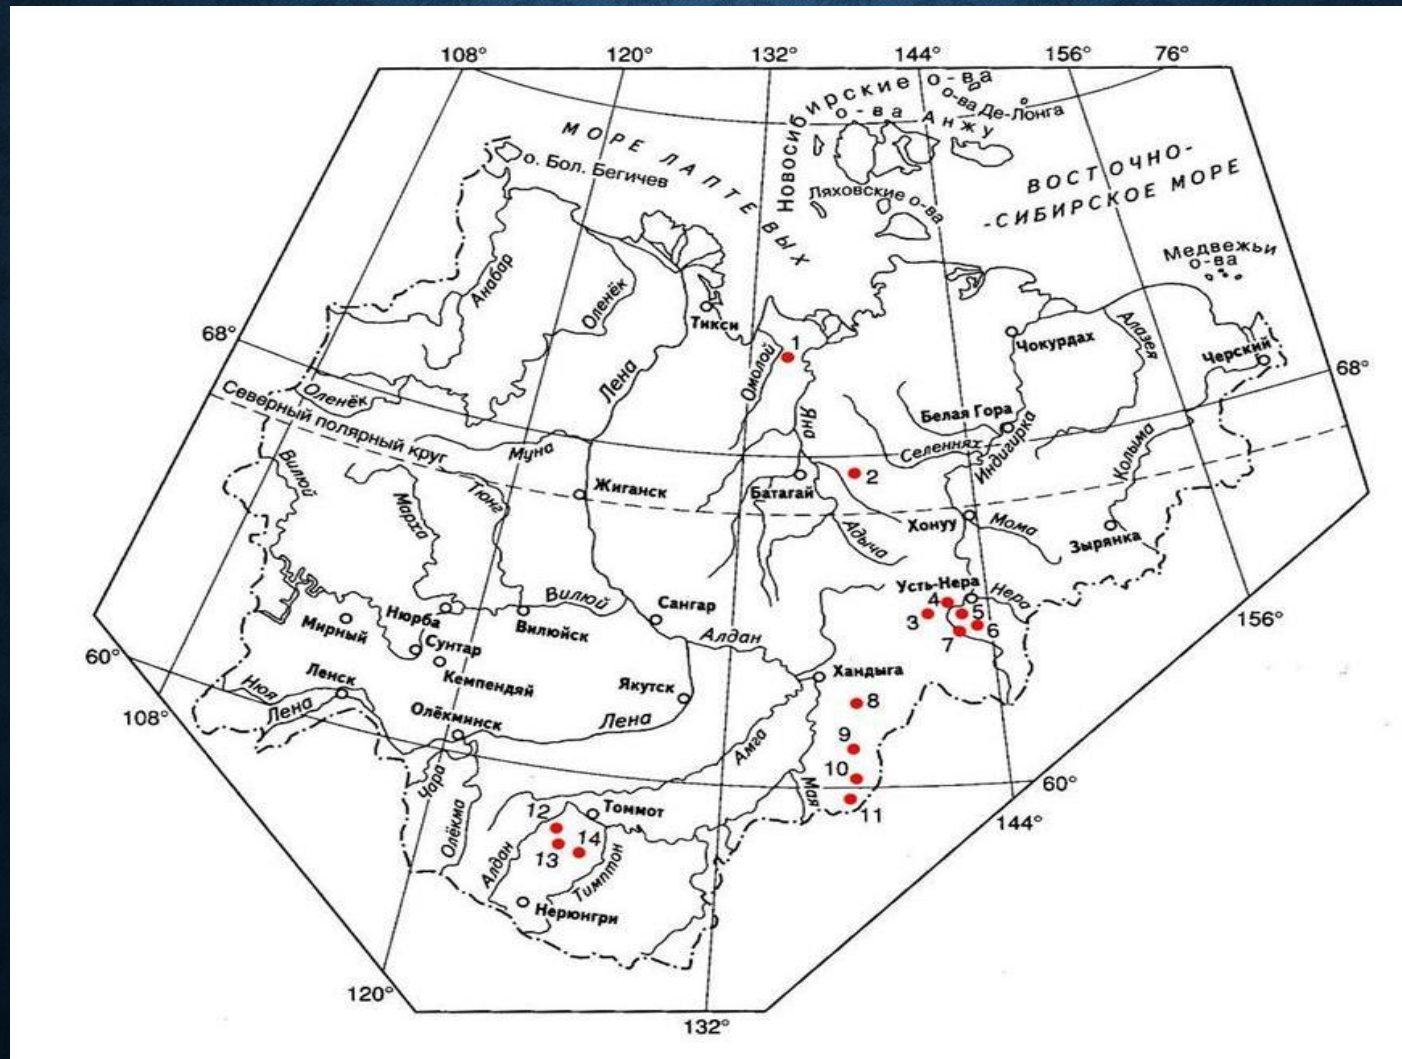 108°
120°
132°
144°
156°
76°
Новосибирские о-ва
о-ва Де-Лонга
о-ва Анжу
МОРЕ ЛАПТЕВЫХ
о. Бол. Бегичев
ВОСТОЧНО-
-СИБИРСКОЕ МОРЕ
Ляховские о-ва
Медвежьи
о-ва
Анабар
Оленёк
Тикси
68°
1
Чокурдах
Алазея
Черский
68°
Лена
Омолой
Оленёк
Северный полярный круг
Яна
Белая Гора
Муна
Селеннях
Индигирка
Колыма
Вилюй
Марха
Тюнг
Жиганск
Батагай
2
Адыча
Хонуу
Мома
Зырянка
Усть-Нера
Нера
4
3
5
6
7
156°
Мирный
Нюрба
Вилюй
Вилюйск
Сангар
Алдан
Сунтар
Кемпендяй
60°
Ленск
Нюя
Лена
108°
Якутск
Хандыга
8
Олёкминск
Лена
Амга
9
10
Мая
60°
11
144°
Чара
Олёкма
12
Томмот
13
14
Алдан
Тимптон
Нерюнгри
120°
132°